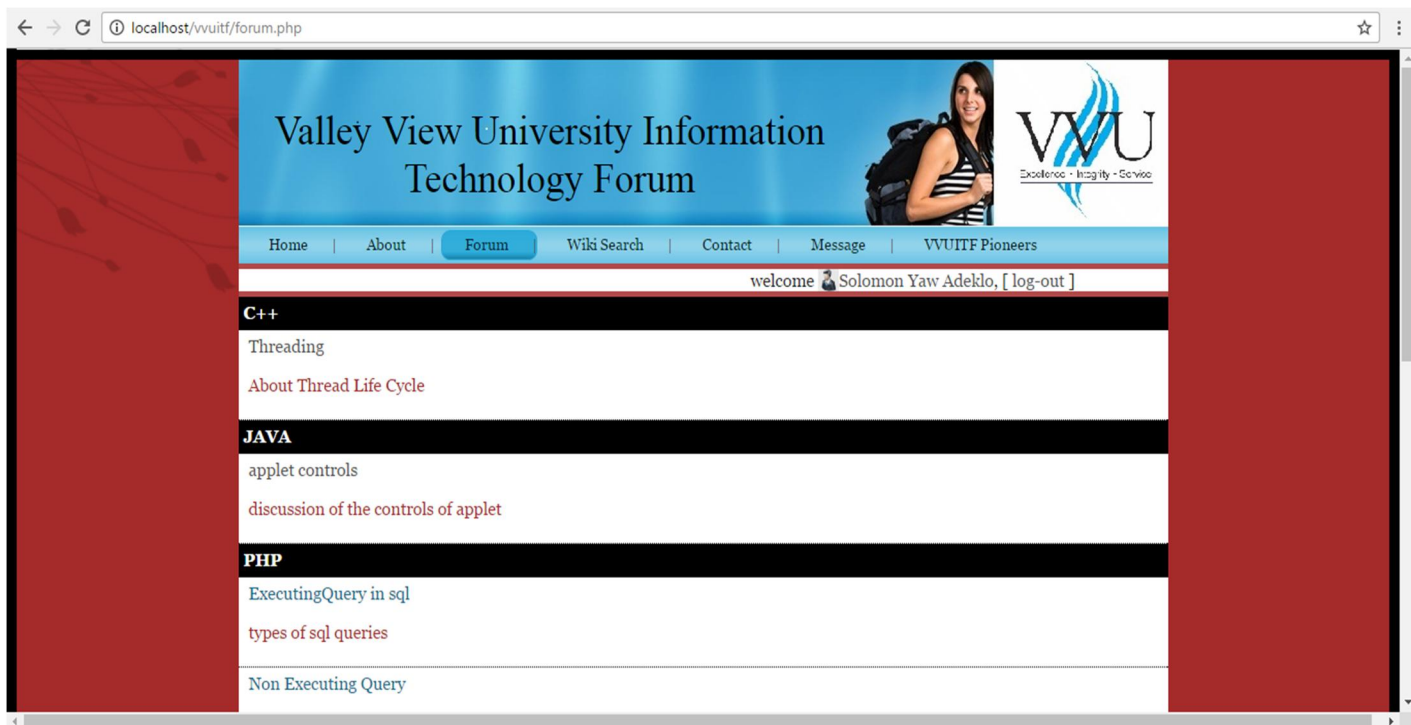 localhost/vvuitf/forum.php
Valley View University Information
Technology Forum
VVU
Excellence - Integrity - Service
Home | About | Forum | Wiki Search | Contact | Message | VVUITF Pioneers
welcome Solomon Yaw Adeklo, [ log-out ]
C++
Threading
About Thread Life Cycle
JAVA
applet controls
discussion of the controls of applet
PHP
ExecutingQuery in sql
types of sql queries
Non Executing Query